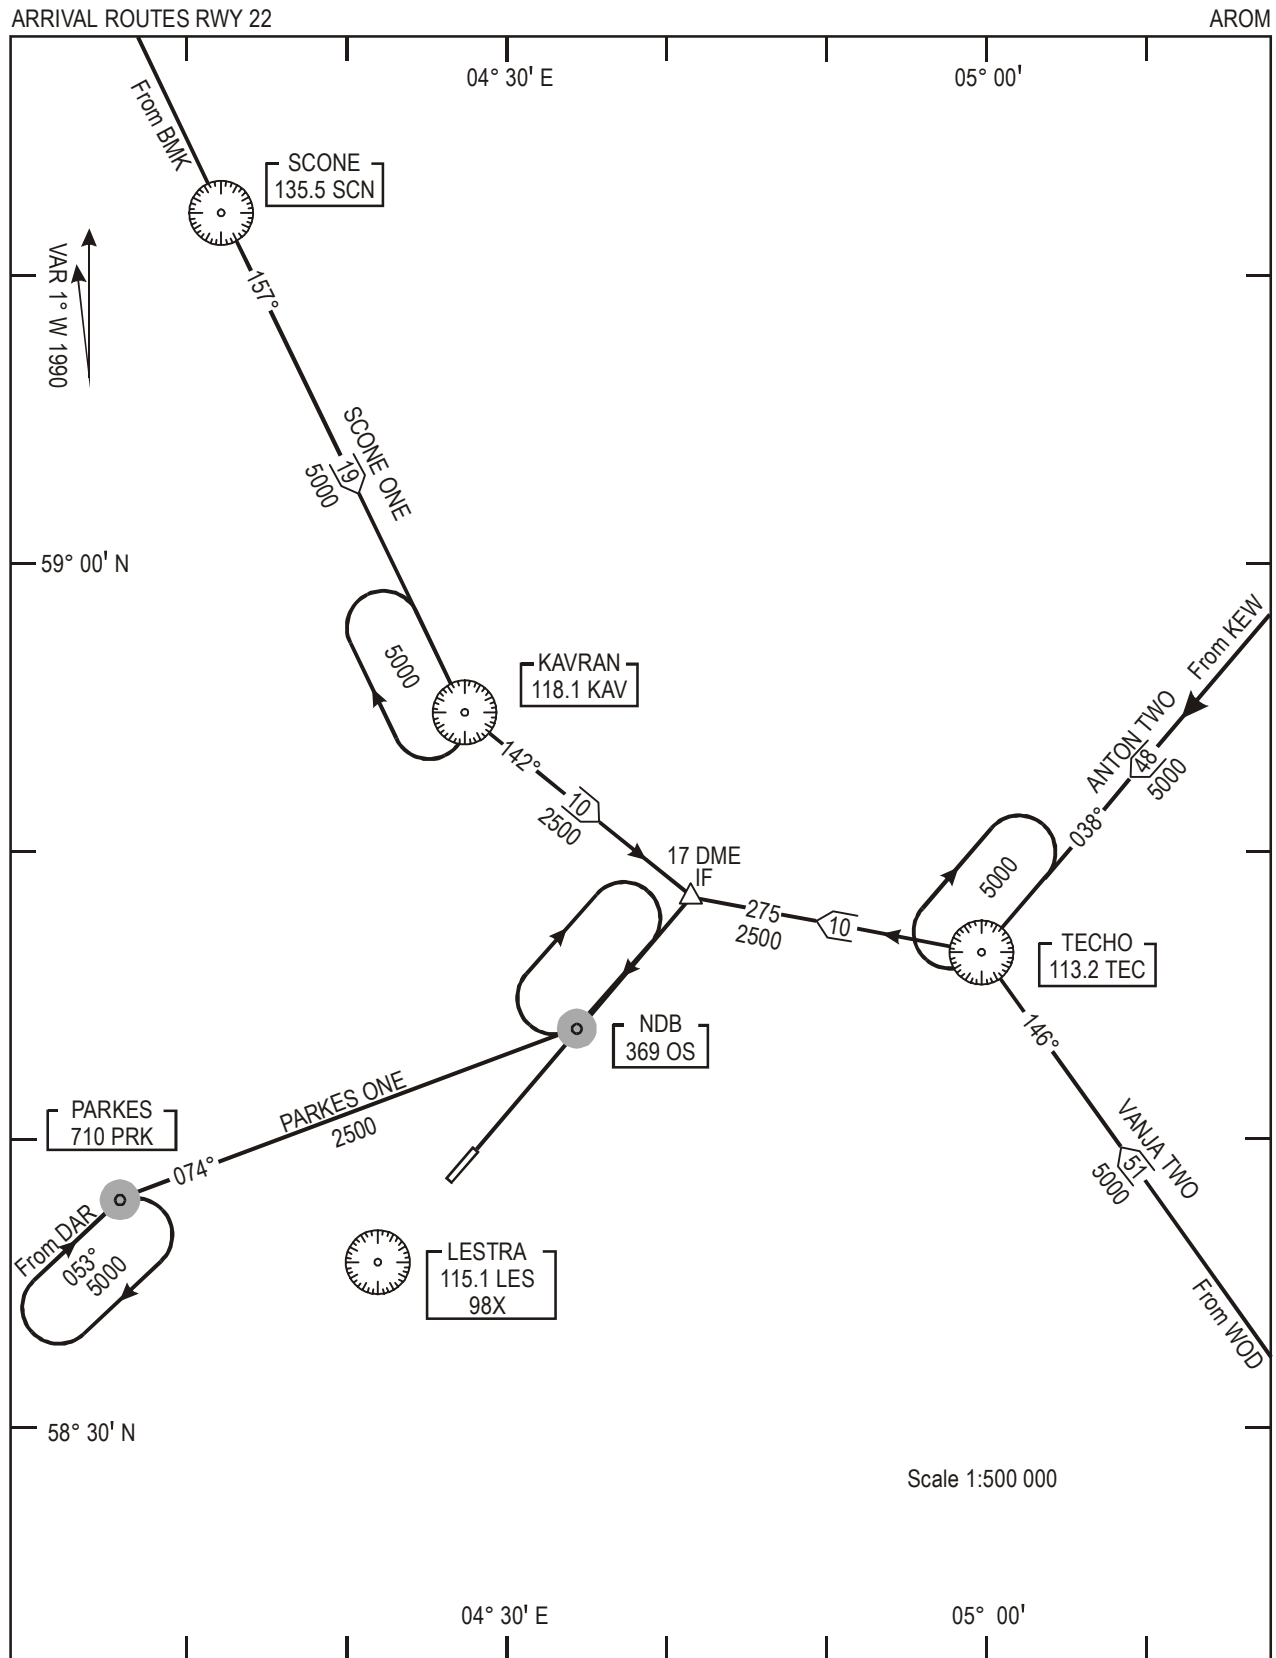 ARRIVAL ROUTES RWY 22
AROM
04° 30' E
05° 00'
From BMK
SCONE
135.5 SCN
VAR 1° W 1990
157°
SCONE ONE
19
5000
59° 00' N
5000
KAVRAN
118.1 KAV
From KEW
142°
10
2500
ANTON TWO
48
5000
038°
17 DME
IF
5000
275
2500
10
TECHO
113.2 TEC
NDB
369 OS
146°
PARKES ONE
2500
PARKES
710 PRK
074°
VANJA TWO
51
5000
From DAR
053°
5000
LESTRA
115.1 LES
98X
From WOD
58° 30' N
Scale 1:500 000
04° 30' E
05° 00'